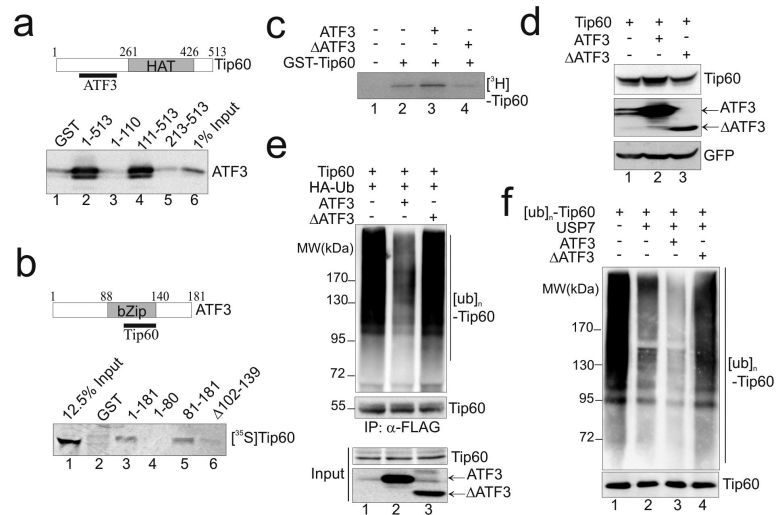 a
1 261 426 513
HAT Tip60
ATF3
GST 1-513 1-110 111-513 213-513 1% Input
ATF3
1 2 3 4 5 6
b
88 140 181
bZip ATF3
Tip60
12.5% Input GST 1-181 1-80 81-181 Δ102-139
[³⁵S]Tip60
1 2 3 4 5 6
c
ATF3 - - + -
ΔATF3 - - - +
GST-Tip60 - + + +
[³H]
-Tip60
1 2 3 4
d
Tip60 + + +
ATF3 - + -
ΔATF3 - - +
Tip60
ATF3
ΔATF3
GFP
1 2 3
e
Tip60 + + +
HA-Ub + + +
ATF3 - + -
ΔATF3 - - +
MW(kDa)
170
130
95
72
55
[ub]ₙ
-Tip60
Tip60
IP: α-FLAG
Input
Tip60
ATF3
ΔATF3
1 2 3
f
[ub]ₙ-Tip60 + + + +
USP7 - + + +
ATF3 - - + -
ΔATF3 - - - +
MW(kDa)
170
130
95
72
[ub]ₙ
-Tip60
Tip60
1 2 3 4